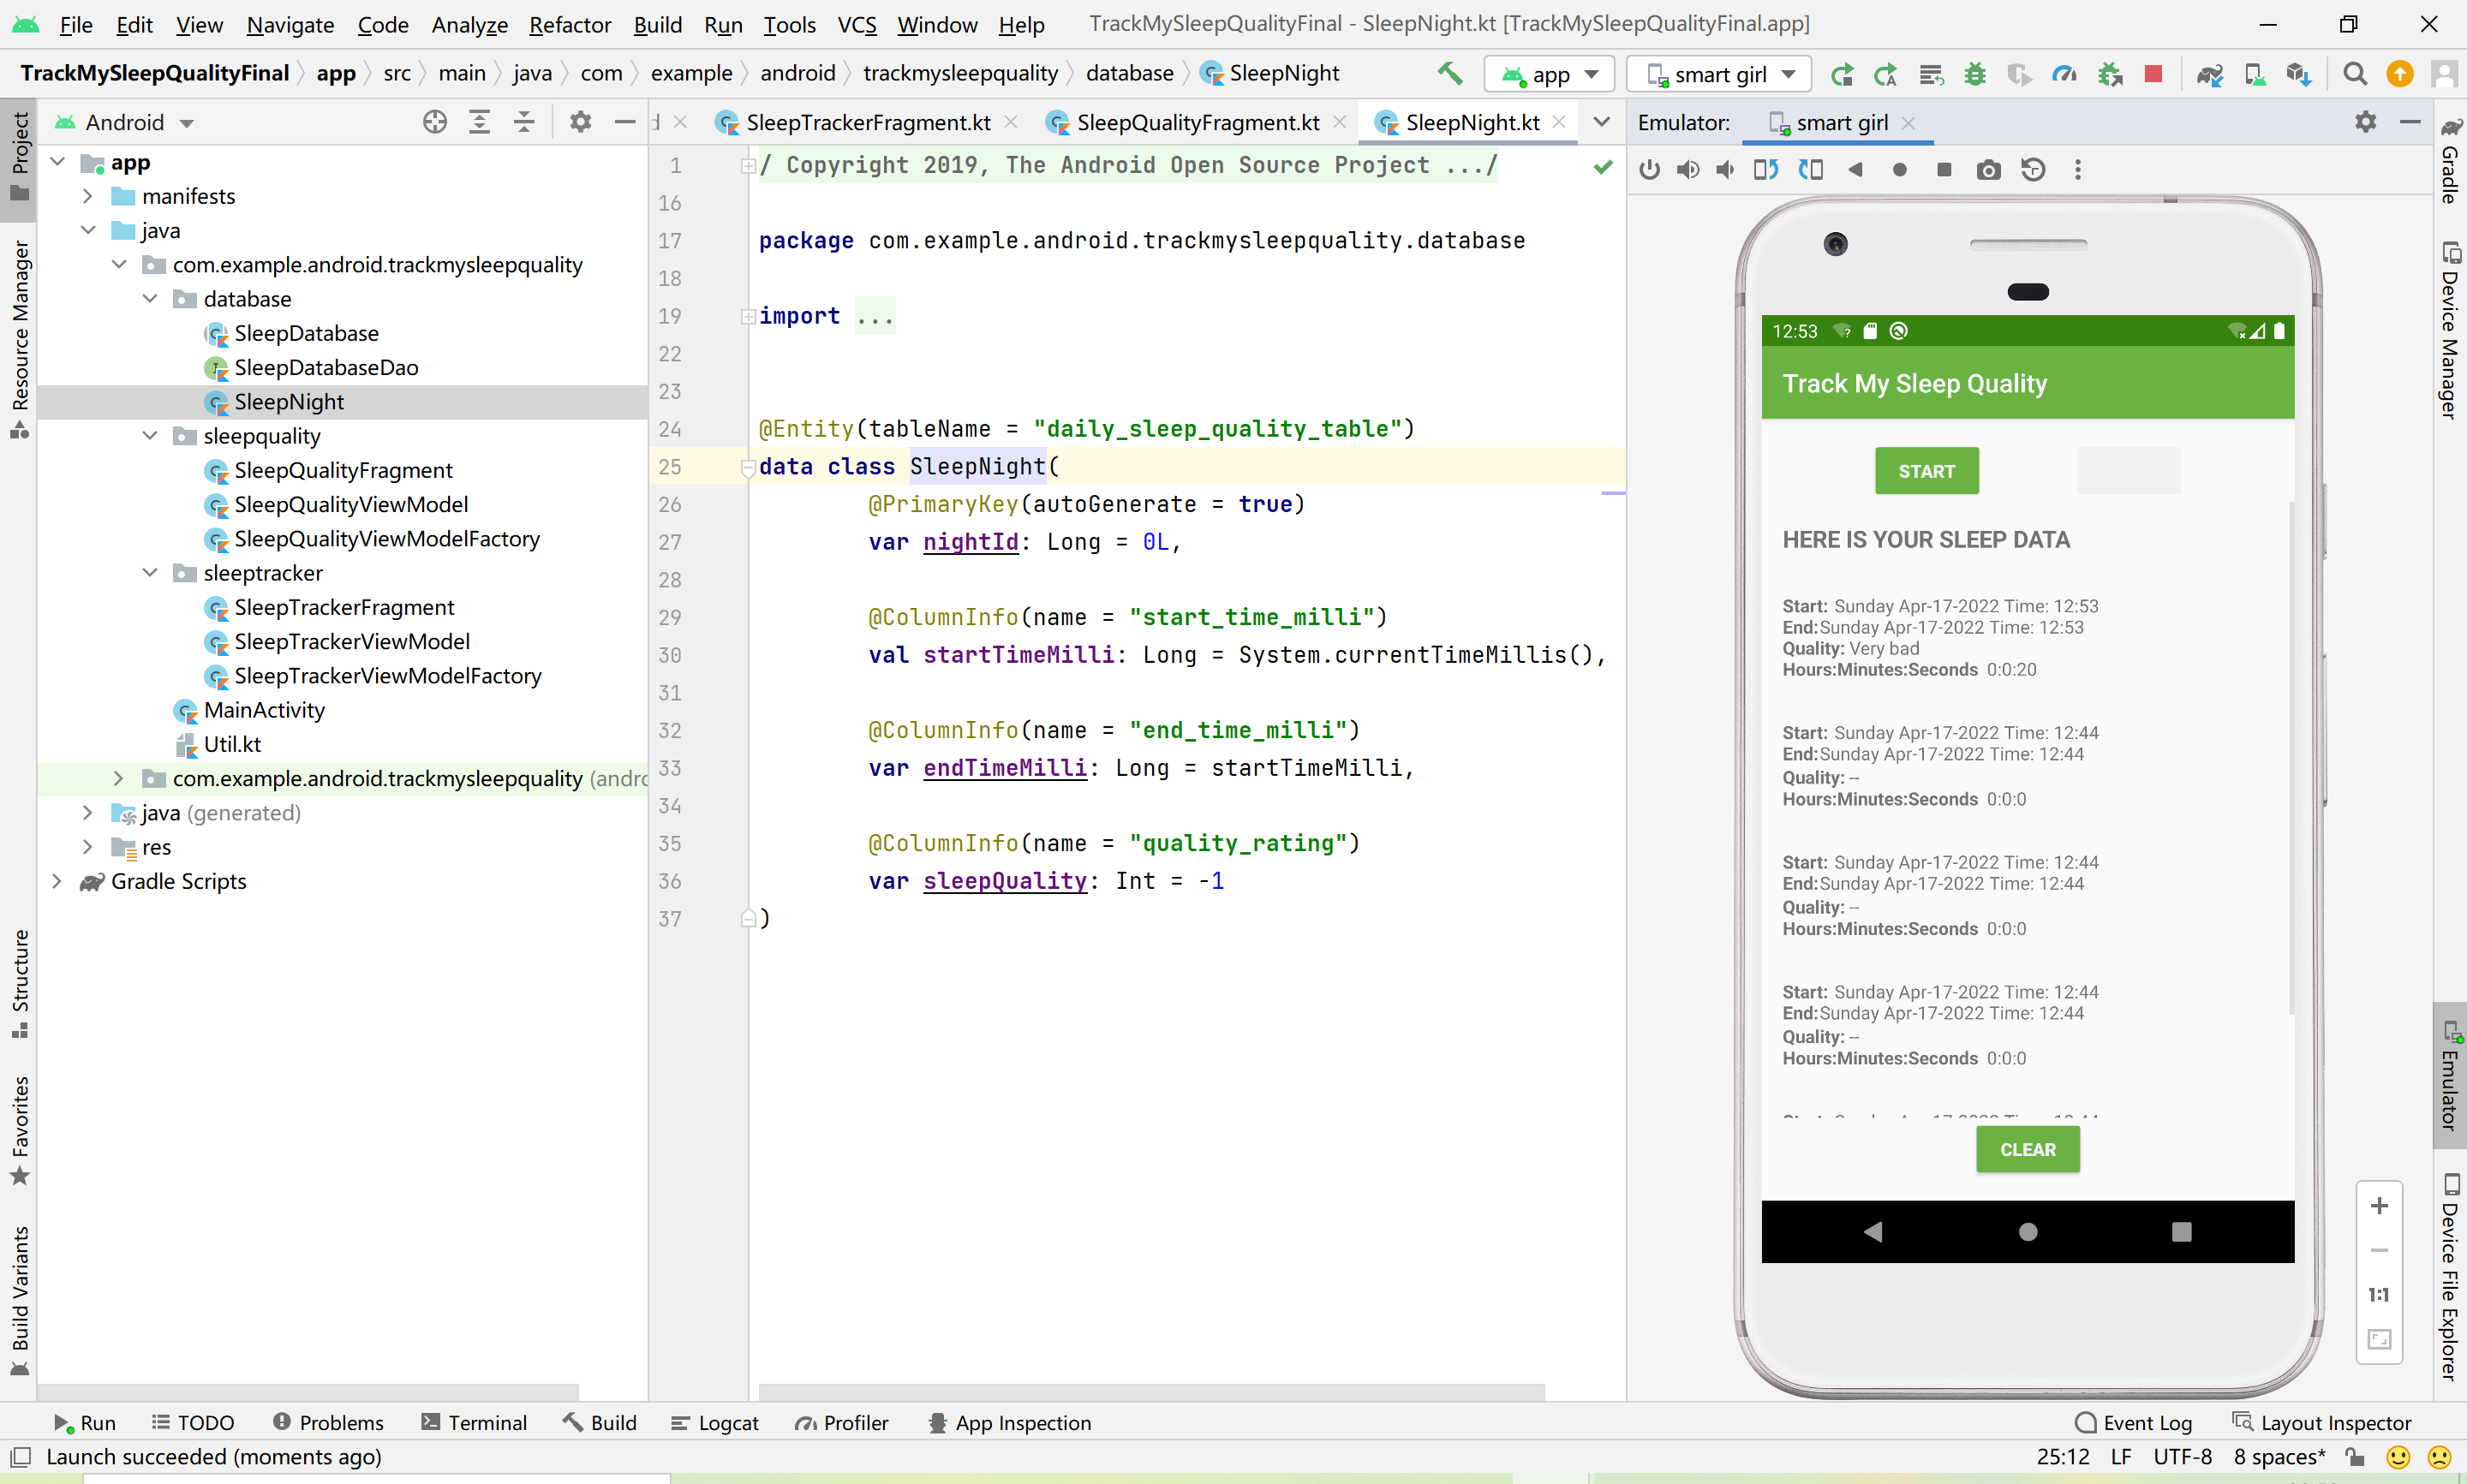 File Edit View Navigate Code Analyze Refactor Build Run Tools VCS Window Help TrackMySleepQualityFinal - SleepNight.kt [TrackMySleepQualityFinal.app]
TrackMySleepQualityFinal app src main java com example android trackmysleepquality database SleepNight app smart girl
Project
Resource Manager
Structure
Favorites
Build Variants
Android
app
manifests
java
com.example.android.trackmysleepquality
database
SleepDatabase
SleepDatabaseDao
SleepNight
sleepquality
SleepQualityFragment
SleepQualityViewModel
SleepQualityViewModelFactory
sleeptracker
SleepTrackerFragment
SleepTrackerViewModel
SleepTrackerViewModelFactory
MainActivity
Util.kt
com.example.android.trackmysleepquality (andro
java (generated)
res
Gradle Scripts
d SleepTrackerFragment.kt SleepQualityFragment.kt SleepNight.kt
1 / Copyright 2019, The Android Open Source Project .../
16
17 package com.example.android.trackmysleepquality.database
18
19 import ...
22
23
24 @Entity(tableName = "daily_sleep_quality_table")
25 data class SleepNight(
26 @PrimaryKey(autoGenerate = true)
27 var nightId: Long = 0L,
28
29 @ColumnInfo(name = "start_time_milli")
30 val startTimeMilli: Long = System.currentTimeMillis(),
31
32 @ColumnInfo(name = "end_time_milli")
33 var endTimeMilli: Long = startTimeMilli,
34
35 @ColumnInfo(name = "quality_rating")
36 var sleepQuality: Int = -1
37 )
Emulator: smart girl
12:53
Track My Sleep Quality
START
HERE IS YOUR SLEEP DATA
Start: Sunday Apr-17-2022 Time: 12:53
End:Sunday Apr-17-2022 Time: 12:53
Quality: Very bad
Hours:Minutes:Seconds 0:0:20
Start: Sunday Apr-17-2022 Time: 12:44
End:Sunday Apr-17-2022 Time: 12:44
Quality: --
Hours:Minutes:Seconds 0:0:0
Start: Sunday Apr-17-2022 Time: 12:44
End:Sunday Apr-17-2022 Time: 12:44
Quality: --
Hours:Minutes:Seconds 0:0:0
Start: Sunday Apr-17-2022 Time: 12:44
End:Sunday Apr-17-2022 Time: 12:44
Quality: --
Hours:Minutes:Seconds 0:0:0
CLEAR
1:1
Gradle
Device Manager
Emulator
Device File Explorer
Run TODO Problems Terminal Build Logcat Profiler App Inspection Event Log Layout Inspector
Launch succeeded (moments ago) 25:12 LF UTF-8 8 spaces*